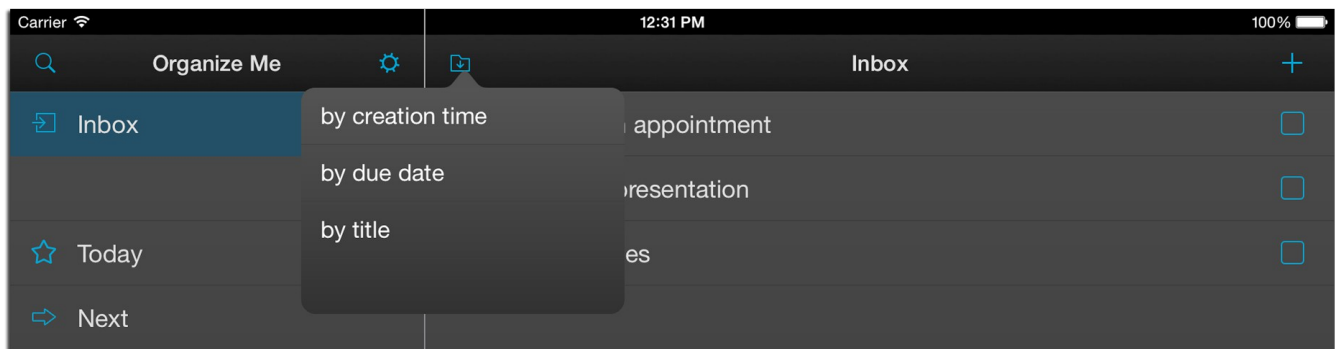 Carrier 12:31 PM 100%
Organize Me Inbox
Inbox
by creation time
appointment
by due date
presentation
by title
Today
es
Next